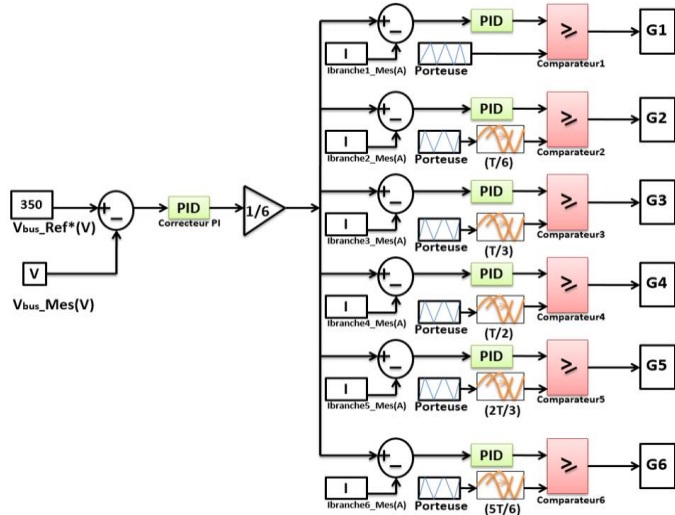 PID
≥
G1
I
Ibranche1_Mes(A)
Porteuse
Comparateur1
PID
≥
G2
I
Ibranche2_Mes(A)
Porteuse
(T/6)
Comparateur2
350
Vbus_Ref*(V)
PID
Correcteur PI
1/6
V
Vbus_Mes(V)
PID
≥
G3
I
Ibranche3_Mes(A)
Porteuse
(T/3)
Comparateur3
PID
≥
G4
I
Ibranche4_Mes(A)
Porteuse
(T/2)
Comparateur4
PID
≥
G5
I
Ibranche5_Mes(A)
Porteuse
(2T/3)
Comparateur5
PID
≥
G6
I
Ibranche6_Mes(A)
Porteuse
(5T/6)
Comparateur6